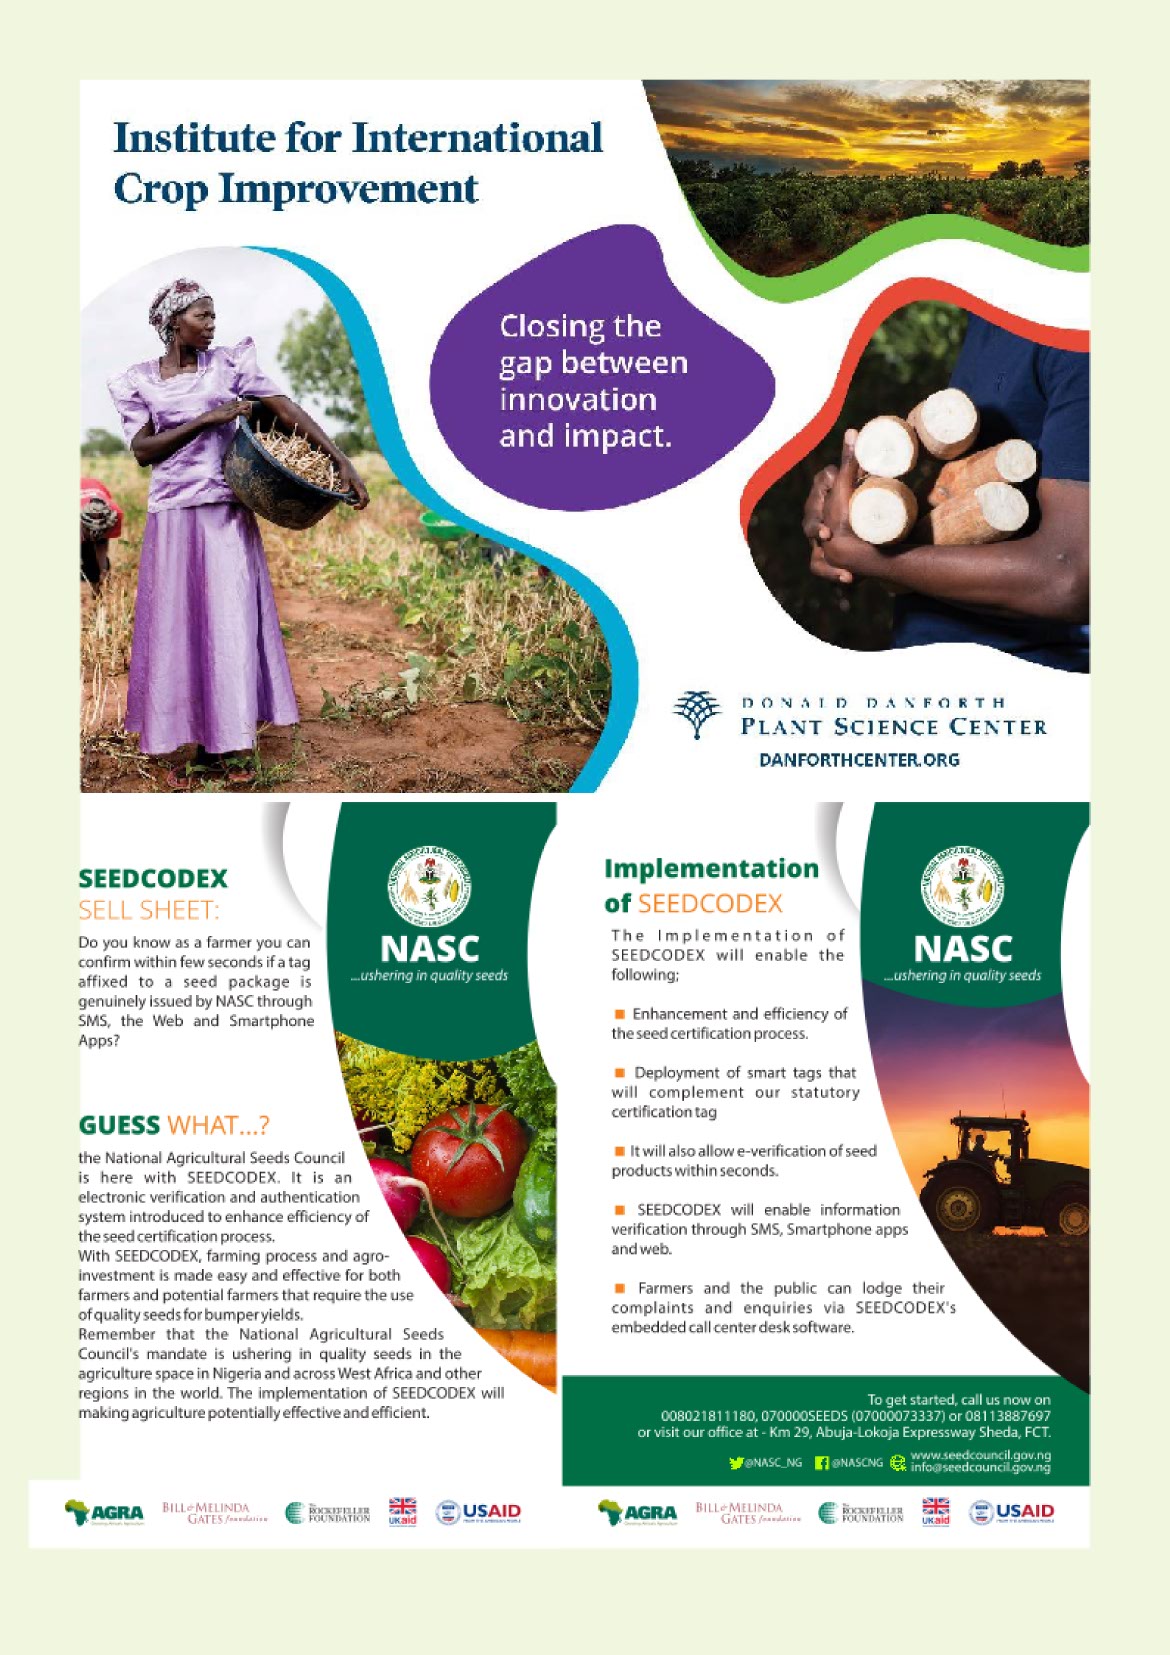 Institute for International
Crop Improvement
Closing the
gap between
innovation
and impact.
DONALD DANFORTH
PLANT SCIENCE CENTER
DANFORTHCENTER.ORG
SEEDCODEX
SELL SHEET:
Do you know as a farmer you can
confirm within few seconds if a tag
affixed to a seed package is
genuinely issued by NASC through
SMS, the Web and Smartphone
Apps?
GUESS WHAT...?
the National Agricultural Seeds Council
is here with SEEDCODEX. It is an
electronic verification and authentication
system introduced to enhance efficiency of
the seed certification process.
With SEEDCODEX, farming process and agro-
investment is made easy and effective for both
farmers and potential farmers that require the use
of quality seeds for bumper yields.
Remember that the National Agricultural Seeds
Council's mandate is ushering in quality seeds in the
agriculture space in Nigeria and across West Africa and other
regions in the world. The implementation of SEEDCODEX will
making agriculture potentially effective and efficient.
NASC
...ushering in quality seeds
AGRA
BILL & MELINDA
GATES foundation
The
ROCKEFELLER
FOUNDATION
UKaid
USAID
FROM THE AMERICAN PEOPLE
Implementation
of SEEDCODEX
The Implementation of
SEEDCODEX will enable the
following;
■ Enhancement and efficiency of
the seed certification process.
■ Deployment of smart tags that
will complement our statutory
certification tag
■ It will also allow e-verification of seed
products within seconds.
■ SEEDCODEX will enable information
verification through SMS, Smartphone apps
and web.
■ Farmers and the public can lodge their
complaints and enquiries via SEEDCODEX's
embedded call center desk software.
NASC
...ushering in quality seeds
To get started, call us now on
008021811180, 070000SEEDS (07000073337) or 08113887697
or visit our office at - Km 29, Abuja-Lokoja Expressway Sheda, FCT.
@NASC_NG @NASCNG www.seedcouncil.gov.ng
info@seedcouncil.gov.ng
AGRA
BILL & MELINDA
GATES foundation
The
ROCKEFELLER
FOUNDATION
UKaid
USAID
FROM THE AMERICAN PEOPLE